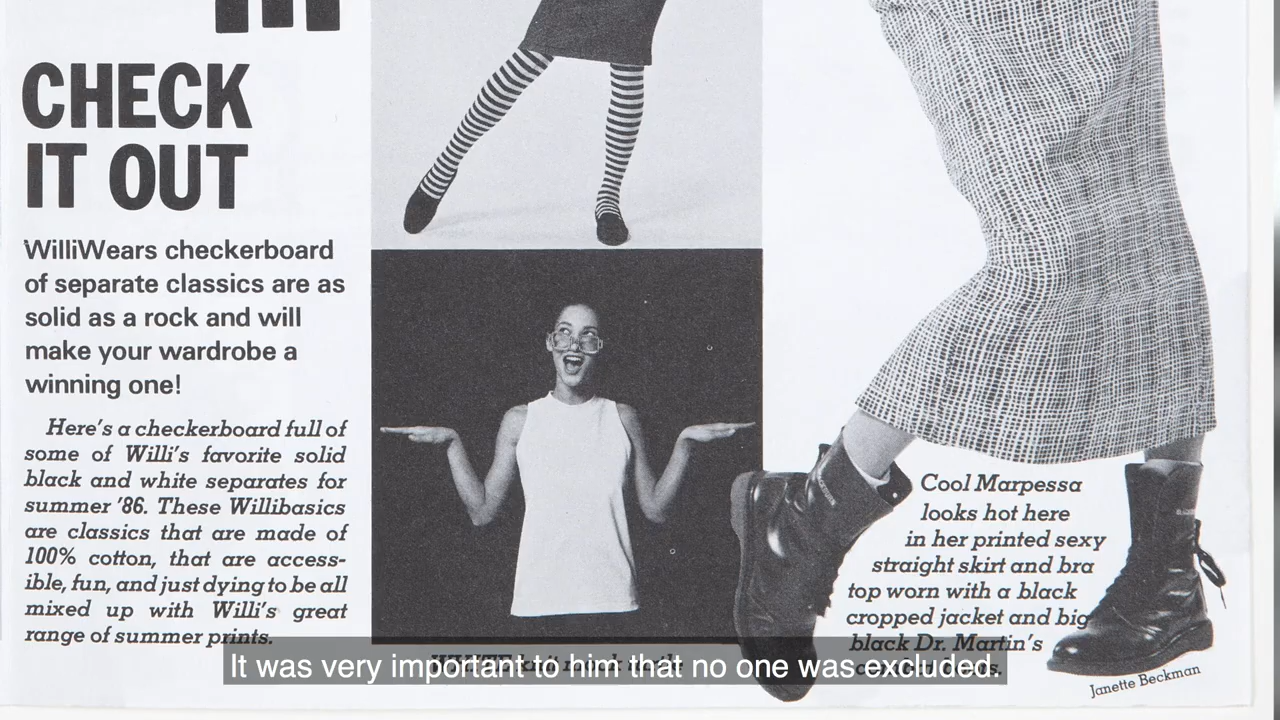 CHECK
IT OUT
WilliWears checkerboard
of separate classics are as
solid as a rock and will
make your wardrobe a
winning one!
Here's a checkerboard full of
some of Willi's favorite solid
black and white separates for
summer '86. These Willibasics
are classics that are made of
100% cotton, that are access-
ible, fun, and just dying to be all
mixed up with Willi's great
range of summer prints.
Cool Marpessa
looks hot here
in her printed sexy
straight skirt and bra
top worn with a black
cropped jacket and big
black Dr. Martin's
Janette Beckman
It was very important to him that no one was excluded.